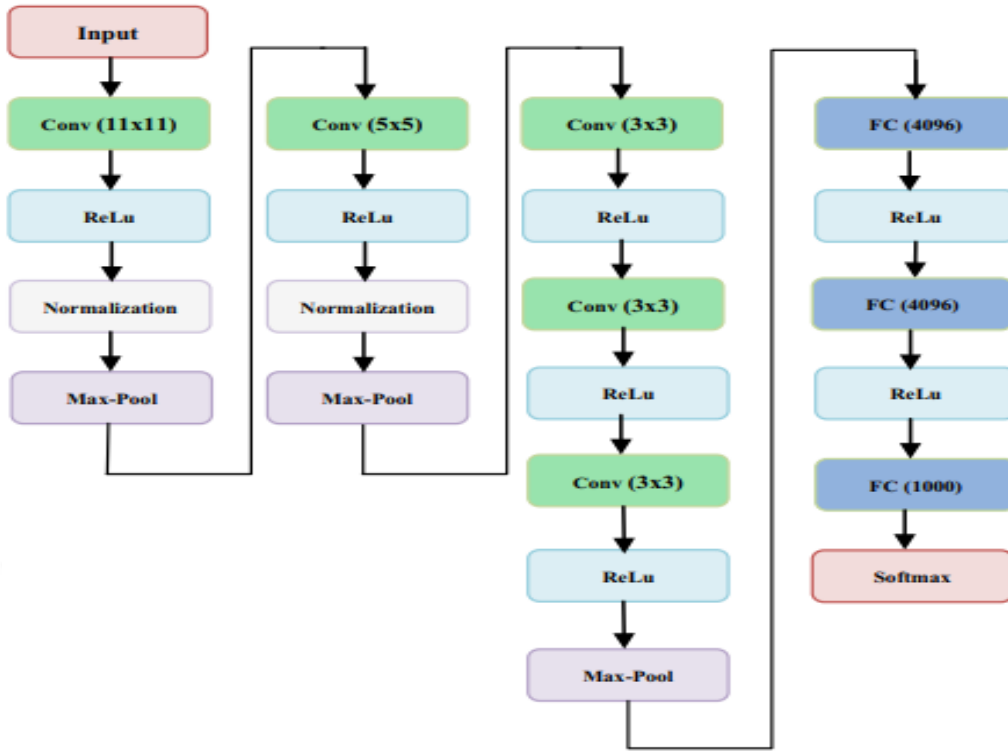 Input
Conv (11x11)
ReLu
Normalization
Max-Pool
Conv (5x5)
ReLu
Normalization
Max-Pool
Conv (3x3)
ReLu
Conv (3x3)
ReLu
Conv (3x3)
ReLu
Max-Pool
FC (4096)
ReLu
FC (4096)
ReLu
FC (1000)
Softmax